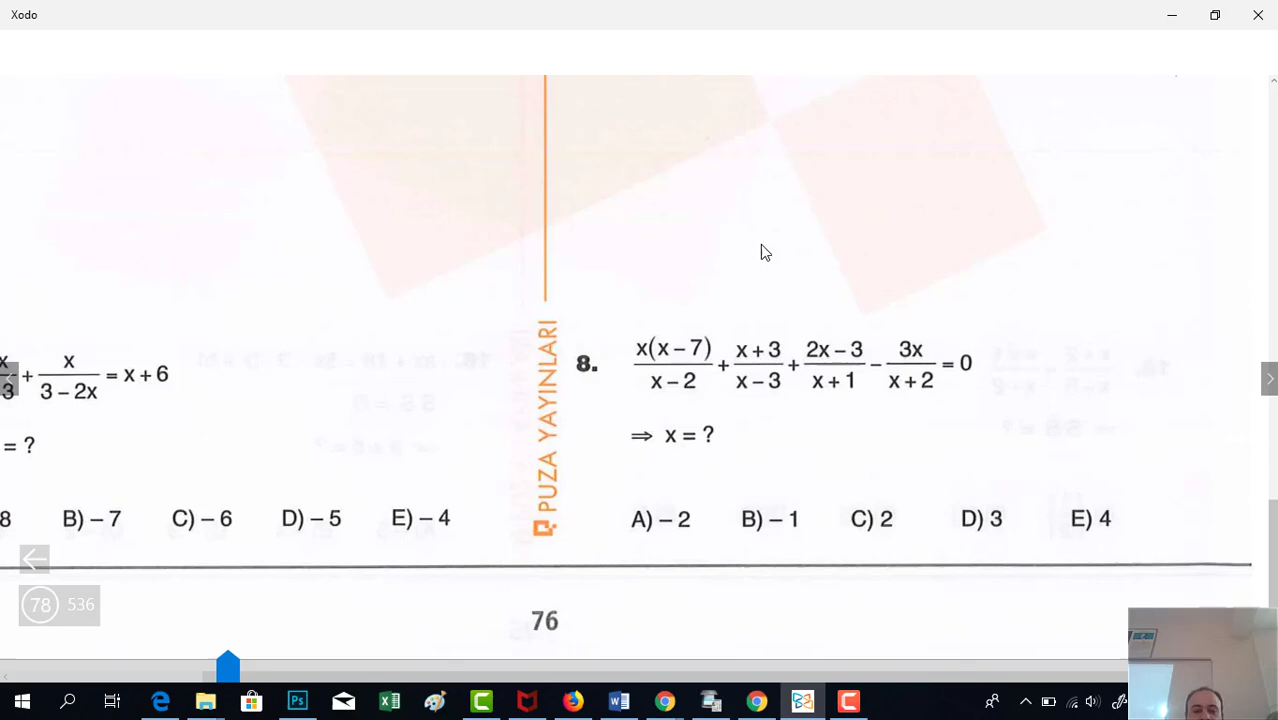 Xodo
x/3 + x/(3 – 2x) = x + 6
= ?
8 B) – 7 C) – 6 D) – 5 E) – 4
PUZA YAYINLARI
8. x(x – 7)/(x – 2) + (x + 3)/(x – 3) + (2x – 3)/(x + 1) – 3x/(x + 2) = 0
⇒ x = ?
A) – 2 B) – 1 C) 2 D) 3 E) 4
78 536
76